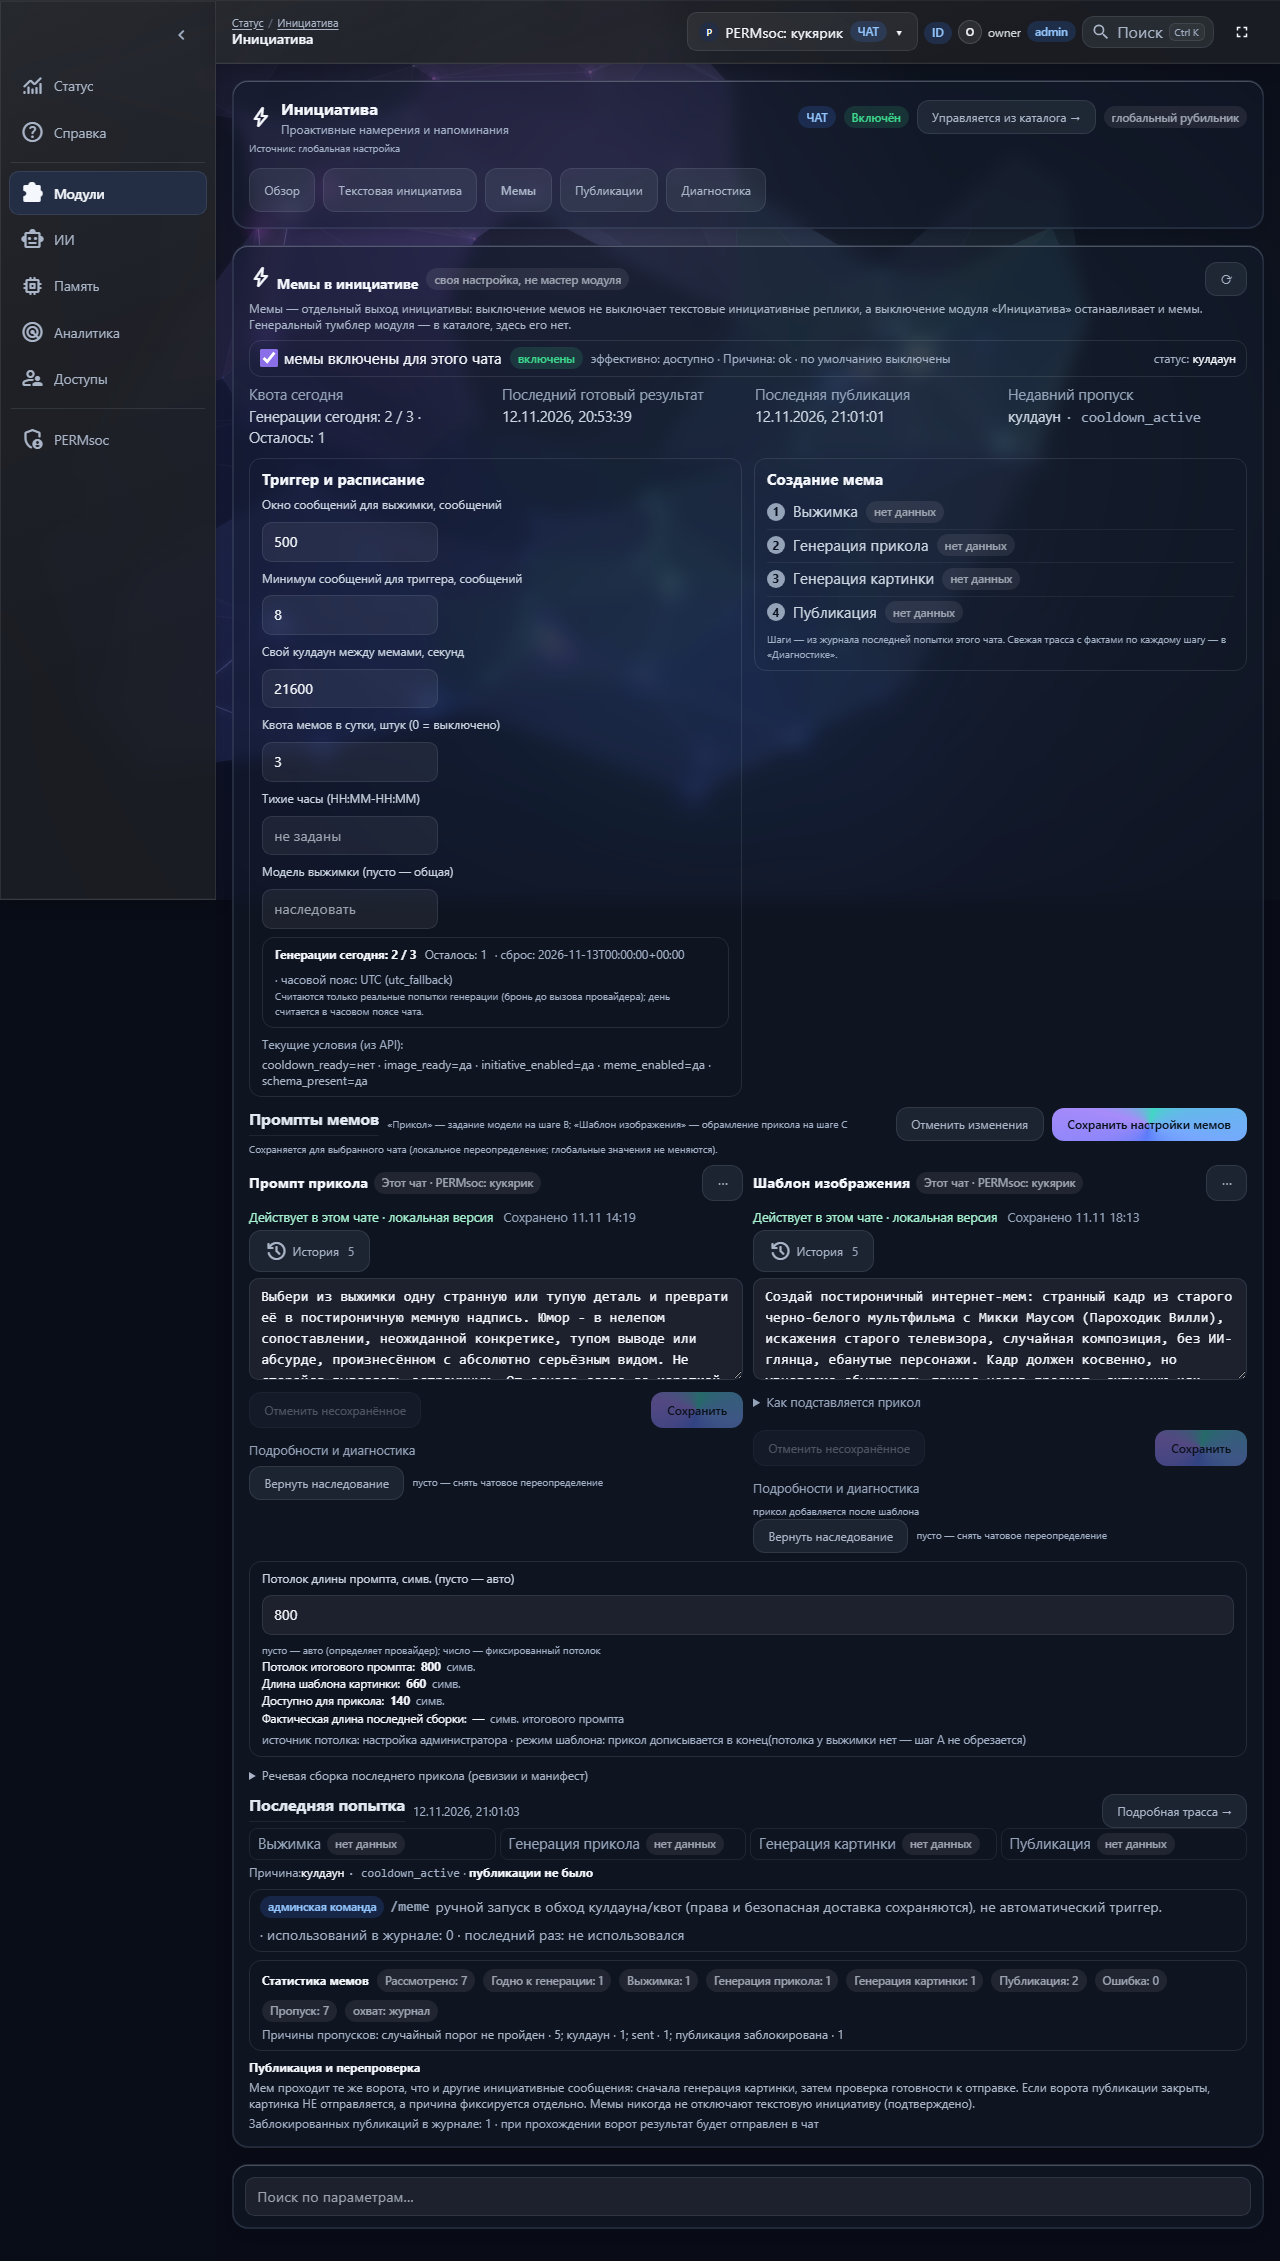 Статус
Справка
Модули
ИИ
Память
Аналитика
Доступы
PERMsoc
Статус / Инициатива
Инициатива
P PERMsoc: кукярик ЧАТ ▾ ID O owner admin Поиск Ctrl K
Инициатива
Проактивные намерения и напоминания
Источник: глобальная настройка
ЧАТ Включён Управляется из каталога → глобальный рубильник
Обзор Текстовая инициатива Мемы Публикации Диагностика
Мемы в инициативе своя настройка, не мастер модуля
Мемы — отдельный выход инициативы: выключение мемов не выключает текстовые инициативные реплики, а выключение модуля «Инициатива» останавливает и мемы.
Генеральный тумблер модуля — в каталоге, здесь его нет.
мемы включены для этого чата включены эффективно: доступно · Причина: ok · по умолчанию выключены статус: кулдаун
Квота сегодня
Генерации сегодня: 2 / 3 ·
Осталось: 1
Последний готовый результат
12.11.2026, 20:53:39
Последняя публикация
12.11.2026, 21:01:01
Недавний пропуск
кулдаун · cooldown_active
Триггер и расписание
Окно сообщений для выжимки, сообщений
500
Минимум сообщений для триггера, сообщений
8
Свой кулдаун между мемами, секунд
21600
Квота мемов в сутки, штук (0 = выключено)
3
Тихие часы (HH:MM-HH:MM)
не заданы
Модель выжимки (пусто — общая)
наследовать
Генерации сегодня: 2 / 3 Осталось: 1 · сброс: 2026-11-13T00:00:00+00:00
· часовой пояс: UTC (utc_fallback)
Считаются только реальные попытки генерации (бронь до вызова провайдера); день
считается в часовом поясе чата.
Текущие условия (из API):
cooldown_ready=нет · image_ready=да · initiative_enabled=да · meme_enabled=да ·
schema_present=да
Создание мема
1 Выжимка нет данных
2 Генерация прикола нет данных
3 Генерация картинки нет данных
4 Публикация нет данных
Шаги — из журнала последней попытки этого чата. Свежая трасса с фактами по каждому шагу — в
«Диагностике».
Промпты мемов «Прикол» — задание модели на шаге B; «Шаблон изображения» — обрамление прикола на шаге C
Отменить изменения Сохранить настройки мемов
Сохраняется для выбранного чата (локальное переопределение; глобальные значения не меняются).
Промпт прикола Этот чат · PERMsoc: кукярик ...
Действует в этом чате · локальная версия Сохранено 11.11 14:19
История 5
Выбери из выжимки одну странную или тупую деталь и преврати
её в постироничную мемную надпись. Юмор - в нелепом
сопоставлении, неожиданной конкретике, тупом выводе или
абсурде, произнесённом с абсолютно серьёзным видом. Не
Отменить несохранённое Сохранить
Подробности и диагностика
Вернуть наследование пусто — снять чатовое переопределение
Шаблон изображения Этот чат · PERMsoc: кукярик ...
Действует в этом чате · локальная версия Сохранено 11.11 18:13
История 5
Создай постироничный интернет-мем: странный кадр из старого
черно-белого мультфильма с Микки Маусом (Пароходик Вилли),
искажения старого телевизора, случайная композиция, без ИИ-
глянца, ебанутые персонажи. Кадр должен косвенно, но
▶ Как подставляется прикол
Отменить несохранённое Сохранить
Подробности и диагностика
прикол добавляется после шаблона
Вернуть наследование пусто — снять чатовое переопределение
Потолок длины промпта, симв. (пусто — авто)
800
пусто — авто (определяет провайдер); число — фиксированный потолок
Потолок итогового промпта: 800 симв.
Длина шаблона картинки: 660 симв.
Доступно для прикола: 140 симв.
Фактическая длина последней сборки: — симв. итогового промпта
источник потолка: настройка администратора · режим шаблона: прикол дописывается в конец(потолка у выжимки нет — шаг A не обрезается)
▶ Речевая сборка последнего прикола (ревизии и манифест)
Последняя попытка 12.11.2026, 21:01:03 Подробная трасса →
Выжимка нет данных Генерация прикола нет данных Генерация картинки нет данных Публикация нет данных
Причина:кулдаун · cooldown_active · публикации не было
админская команда /meme ручной запуск в обход кулдауна/квот (права и безопасная доставка сохраняются), не автоматический триггер.
· использований в журнале: 0 · последний раз: не использовался
Статистика мемов Рассмотрено: 7 Годно к генерации: 1 Выжимка: 1 Генерация прикола: 1 Генерация картинки: 1 Публикация: 2 Ошибка: 0
Пропуск: 7 охват: журнал
Причины пропусков: случайный порог не пройден · 5; кулдаун · 1; sent · 1; публикация заблокирована · 1
Публикация и перепроверка
Мем проходит те же ворота, что и другие инициативные сообщения: сначала генерация картинки, затем проверка готовности к отправке. Если ворота публикации закрыты,
картинка НЕ отправляется, а причина фиксируется отдельно. Мемы никогда не отключают текстовую инициативу (подтверждено).
Заблокированных публикаций в журнале: 1 · при прохождении ворот результат будет отправлен в чат
Поиск по параметрам...